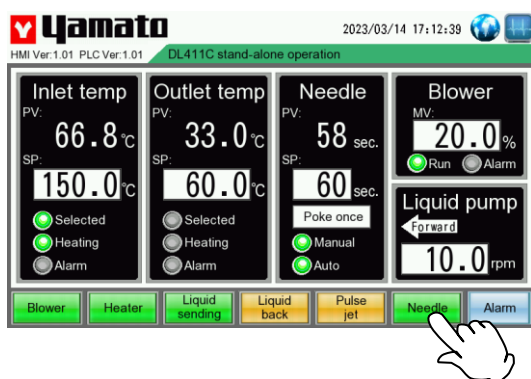 Yamato
2023/03/14 17:12:39
HMI Ver:1.01 PLC Ver:1.01
DL411C stand-alone operation
Inlet temp
PV:
66.8℃
SP:
150.0℃
Selected
Heating
Alarm
Outlet temp
PV:
33.0℃
SP:
60.0℃
Selected
Heating
Alarm
Needle
PV:
58 sec.
SP:
60 sec.
Poke once
Manual
Auto
Blower
MV:
20.0%
Run Alarm
Liquid pump
Forward
10.0 rpm
Blower
Heater
Liquid
sending
Liquid
back
Pulse
jet
Needle
Alarm